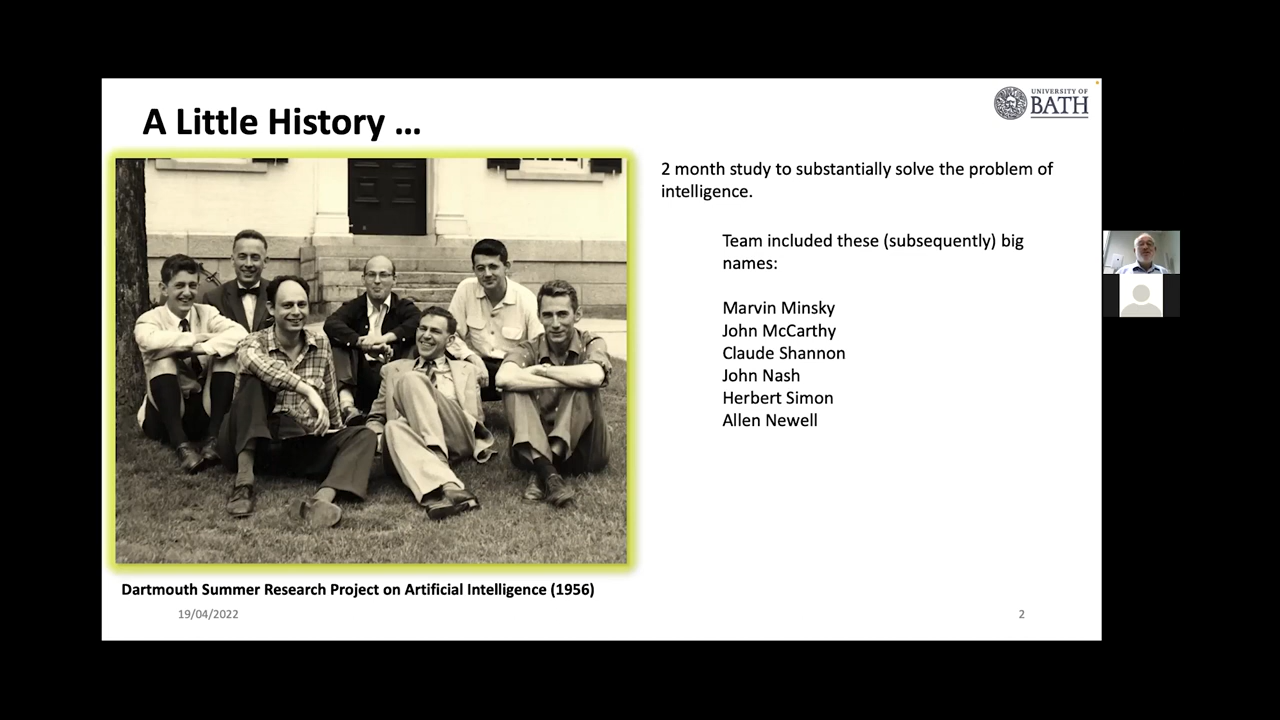 UNIVERSITY OF
BATH
A Little History ...
2 month study to substantially solve the problem of
intelligence.
Team included these (subsequently) big
names:
Marvin Minsky
John McCarthy
Claude Shannon
John Nash
Herbert Simon
Allen Newell
Dartmouth Summer Research Project on Artificial Intelligence (1956)
19/04/2022
2